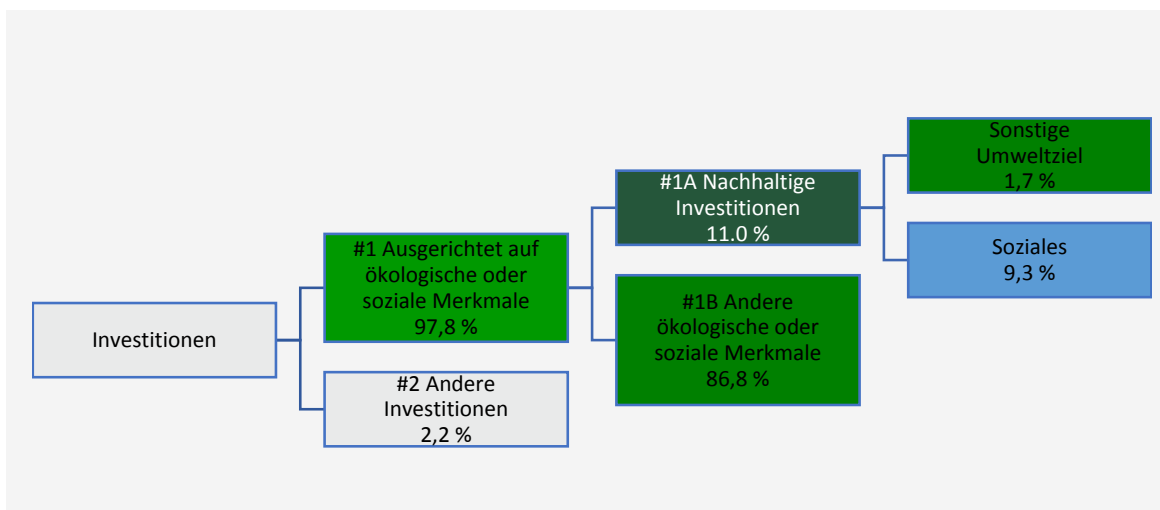 Investitionen
#1 Ausgerichtet auf
ökologische oder
soziale Merkmale
97,8 %
#2 Andere
Investitionen
2,2 %
#1A Nachhaltige
Investitionen
11.0 %
#1B Andere
ökologische oder
soziale Merkmale
86,8 %
Sonstige
Umweltziel
1,7 %
Soziales
9,3 %